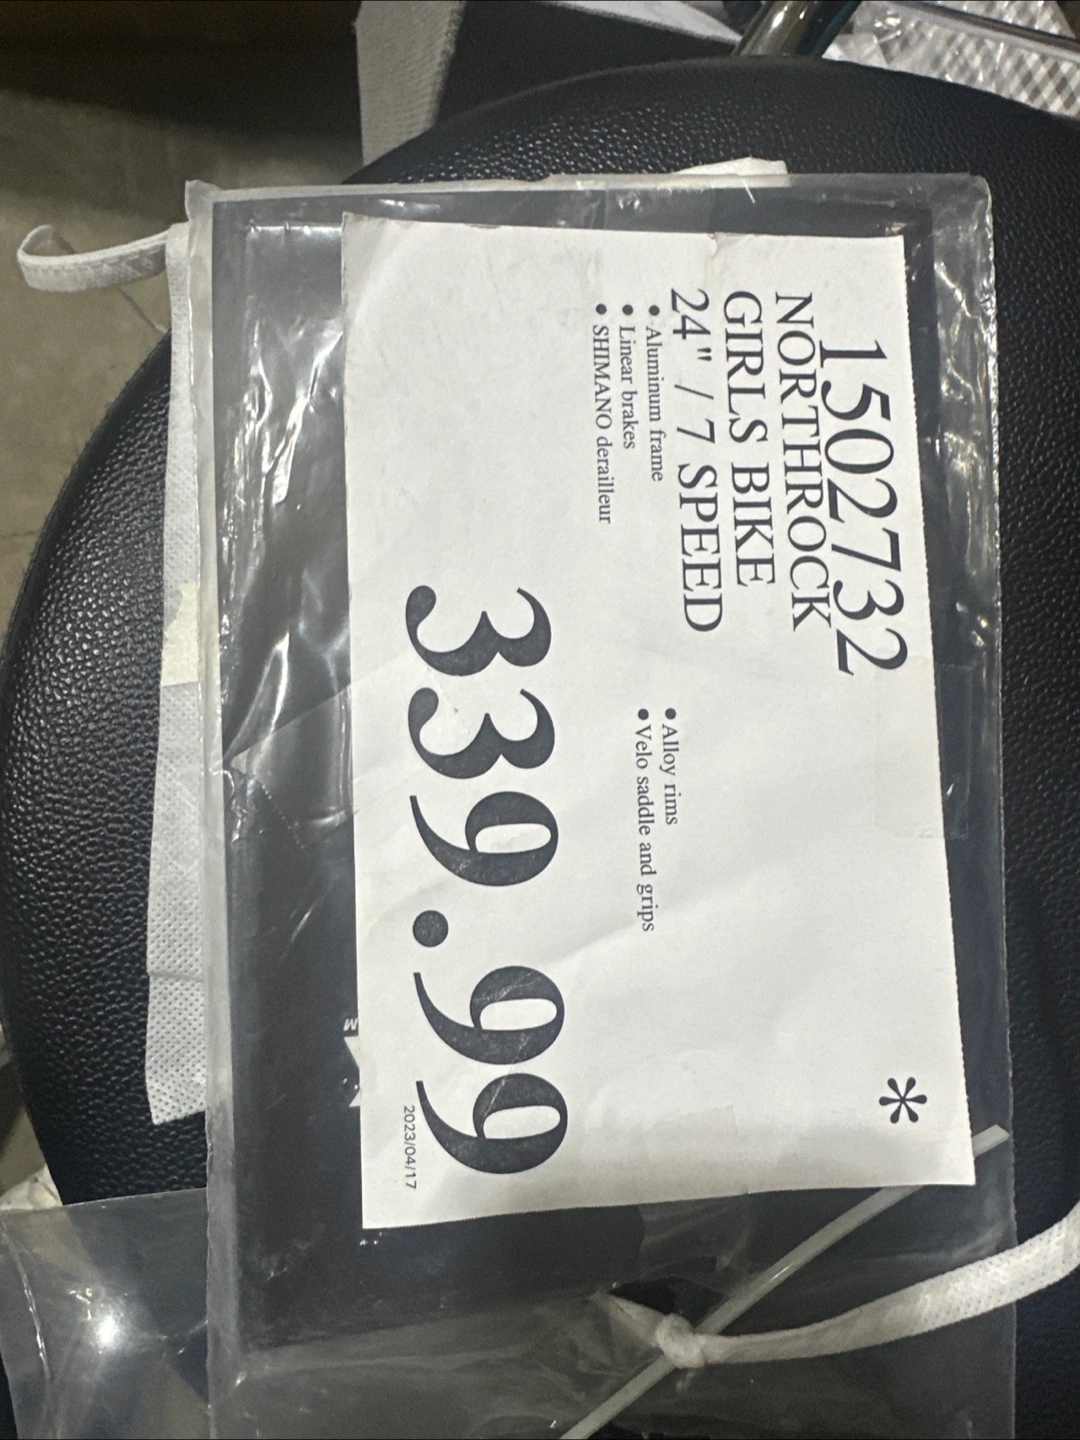 1502732
NORTHROCK
GIRLS BIKE
24" / 7 SPEED
• Aluminum frame
• Linear brakes
• SHIMANO derailleur
• Alloy rims
• Velo saddle and grips
339.99
2023/04/17
*